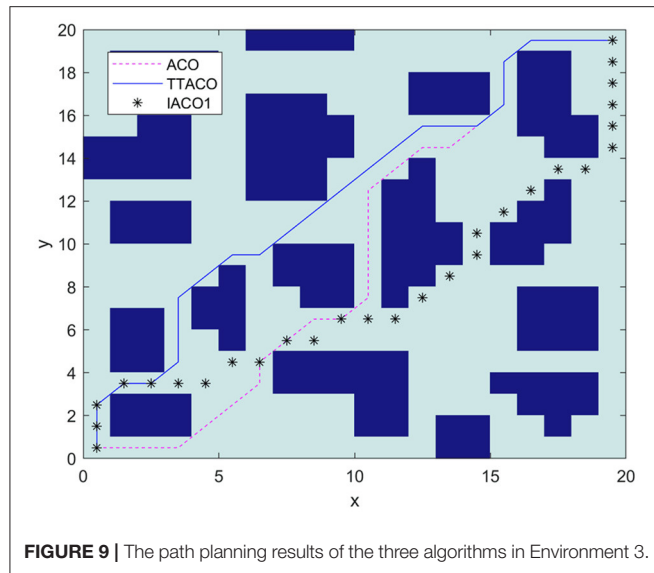 20
18
16
14
12
10
8
6
4
2
0
y
ACO
TTACO
IACO1
0 5 10 15 20
x
FIGURE 9 | The path planning results of the three algorithms in Environment 3.